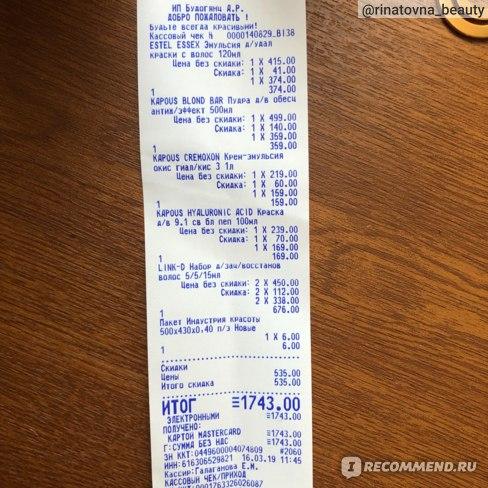 @rinatovna_beauty
ИП Будогянц А.Р.
ДОБРО ПОЖАЛОВАТЬ !
Будьте всегда красивыми!
Кассовый чек N 0000140829_BI38
ESTEL ESSEX Эмульсия д/удал
краски с волос 120мл
Цена без скидки: 1 X 415.00
Скидка: 1 X 41.00
1 X 374.00
1 374.00
KAPOUS BLOND BAR Пудра д/в обесц
антиж/эффект 500мл
Цена без скидки: 1 X 499.00
Скидка: 1 X 140.00
1 X 359.00
1 359.00
KAPOUS CREMOXON Крем-эмульсия
окис гиал/кис 3 1л
Цена без скидки: 1 X 219.00
Скидка: 1 X 60.00
1 X 159.00
1 159.00
KAPOUS HYALURONIC ACID Краска
д/в 9.1 св бл пеп 100мл
Цена без скидки: 1 X 239.00
Скидка: 1 X 70.00
1 X 169.00
1 169.00
LINK-D Набор д/защ/восстанов
волос 5/5/15мл
Цена без скидки: 2 X 450.00
Скидка: 2 X 112.00
2 X 338.00
1 676.00
Пакет Индустрия красоты
500x430x0.40 п/э Новые
1 X 6.00
1 6.00
Скидки
Цены 535.00
Итого скидка 535.00
ИТОГ ≡1743.00
ЭЛЕКТРОННЫМИ ≡1743.00
ПОЛУЧЕНО:
КАРТОЙ MASTERCARD ≡1743.00
Г:СУММА БЕЗ НДС ≡1743.00
ЗН ККТ:0449600004074809 #2060
ИНН:616306529821 16.03.19 11:45
Кассир:Галаганова Е.М.
КАССОВЫЙ ЧЕК/ПРИХОД
IRECOMMEND.RU